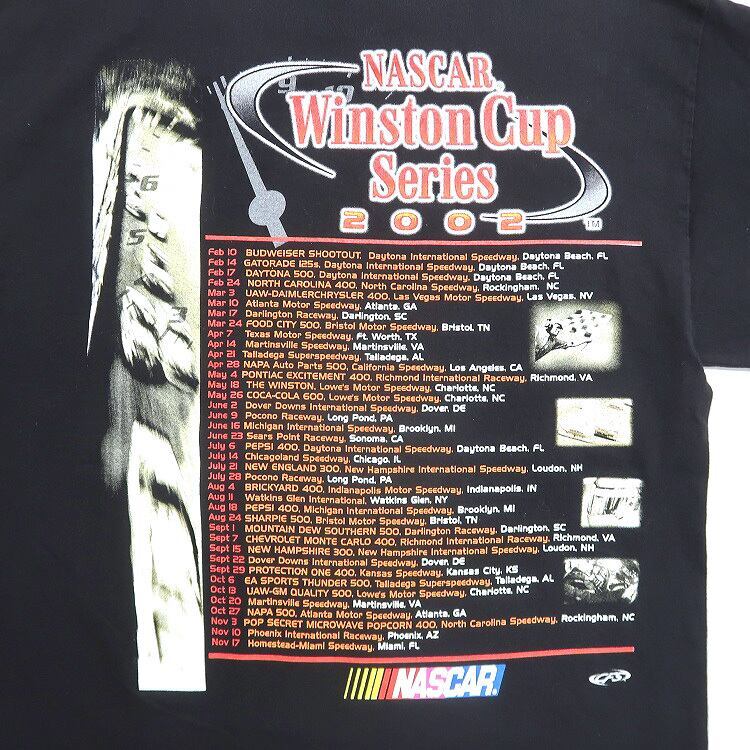 9 10
NASCAR®
Winston Cup
Series
2002
TM
6
5
3
Feb 10 BUDWEISER SHOOTOUT, Daytona International Speedway, Daytona Beach, FL
Feb 14 GATORADE 125s, Daytona International Speedway, Daytona Beach, FL
Feb 17 DAYTONA 500, Daytona International Speedway, Daytona Beach, FL
Feb 24 NORTH CAROLINA 400, North Carolina Speedway, Rockingham, NC
Mar 3 UAW-DAIMLERCHRYSLER 400, Las Vegas Motor Speedway, Las Vegas, NV
Mar 10 Atlanta Motor Speedway, Atlanta, GA
Mar 17 Darlington Raceway, Darlington, SC
Mar 24 FOOD CITY 500, Bristol Motor Speedway, Bristol, TN
Apr 7 Texas Motor Speedway, Ft. Worth, TX
Apr 14 Martinsville Speedway, Martinsville, VA
Apr 21 Talladega Superspeedway, Talladega, AL
Apr 28 NAPA Auto Parts 500, California Speedway, Los Angeles, CA
May 4 PONTIAC EXCITEMENT 400, Richmond International Raceway, Richmond, VA
May 18 THE WINSTON, Lowe's Motor Speedway, Charlotte, NC
May 26 COCA-COLA 600, Lowe's Motor Speedway, Charlotte, NC
June 2 Dover Downs International Speedway, Dover, DE
June 9 Pocono Raceway, Long Pond, PA
June 16 Michigan International Speedway, Brooklyn, MI
June 23 Sears Point Raceway, Sonoma, CA
July 6 PEPSI 400, Daytona International Speedway, Daytona Beach, FL
July 14 Chicagoland Speedway, Chicago, IL
July 21 NEW ENGLAND 300, New Hampshire International Speedway, Loudon, NH
July 28 Pocono Raceway, Long Pond, PA
Aug 4 BRICKYARD 400, Indianapolis Motor Speedway, Indianapolis, IN
Aug 11 Watkins Glen International, Watkins Glen, NY
Aug 18 PEPSI 400, Michigan International Speedway, Brooklyn, MI
Aug 24 SHARPIE 500, Bristol Motor Speedway, Bristol, TN
Sept 1 MOUNTAIN DEW SOUTHERN 500, Darlington Raceway, Darlington, SC
Sept 7 CHEVROLET MONTE CARLO 400, Richmond International Raceway, Richmond, VA
Sept 15 NEW HAMPSHIRE 300, New Hampshire International Speedway, Loudon, NH
Sept 22 Dover Downs International Speedway, Dover, DE
Sept 29 PROTECTION ONE 400, Kansas Speedway, Kansas City, KS
Oct 6 EA SPORTS THUNDER 500, Talladega Superspeedway, Talladega, AL
Oct 13 UAW-GM QUALITY 500, Lowe's Motor Speedway, Charlotte, NC
Oct 20 Martinsville Speedway, Martinsville, VA
Oct 27 NAPA 500, Atlanta Motor Speedway, Atlanta, GA
Nov 3 POP SECRET MICROWAVE POPCORN 400, North Carolina Speedway, Rockingham, NC
Nov 10 Phoenix International Raceway, Phoenix, AZ
Nov 17 Homestead-Miami Speedway, Miami, FL
NASCAR.